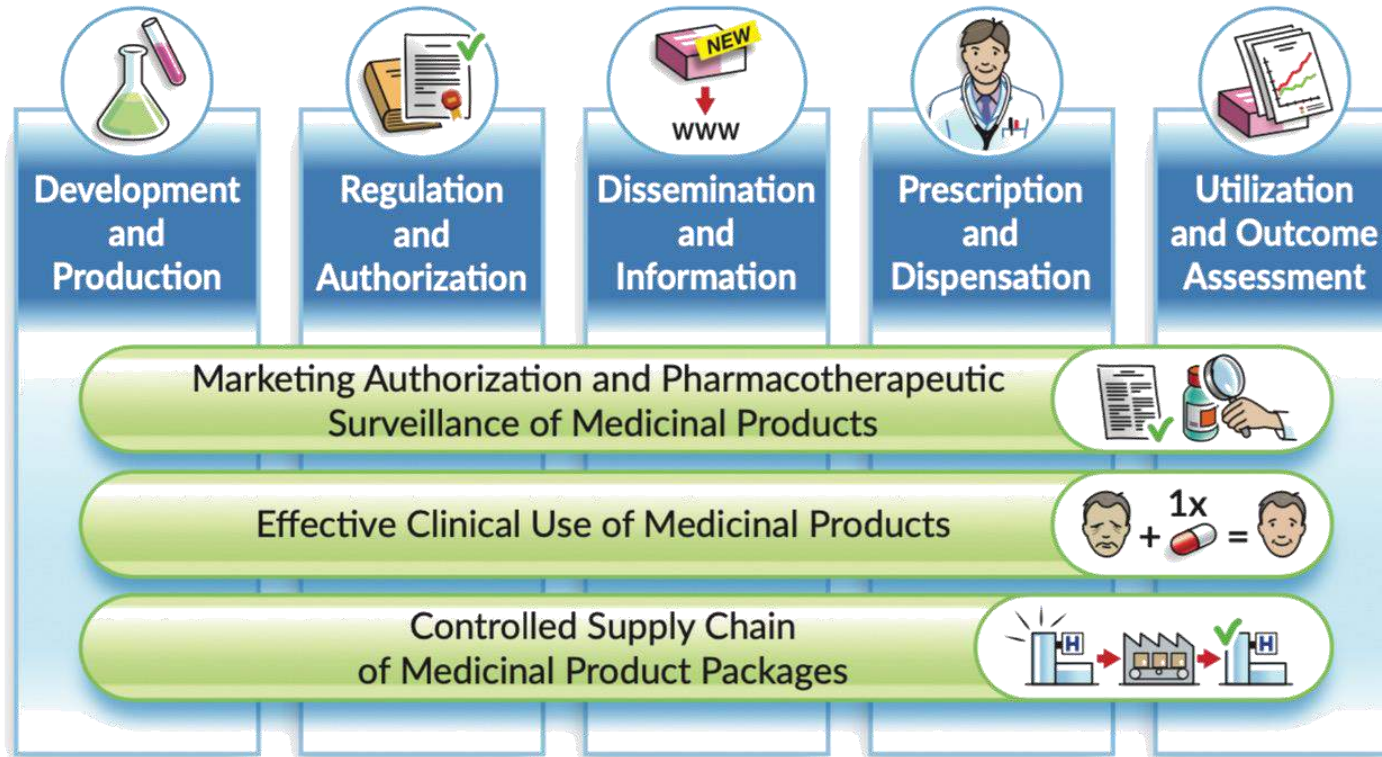 NEW
WWW
Development
and
Production
Regulation
and
Authorization
Dissemination
and
Information
Prescription
and
Dispensation
Utilization
and Outcome
Assessment
Marketing Authorization and Pharmacotherapeutic
Surveillance of Medicinal Products
Effective Clinical Use of Medicinal Products
1x
+ =
Controlled Supply Chain
of Medicinal Product Packages
H
H